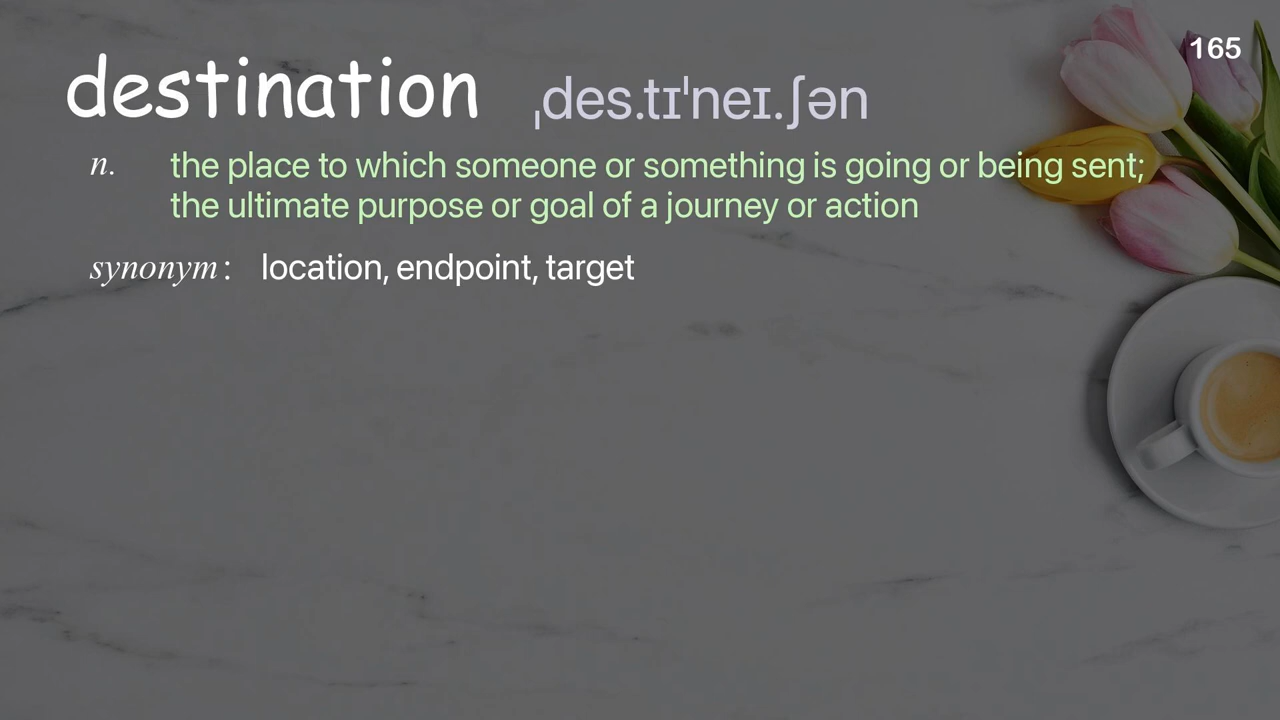 165
destination ˌdes.tɪˈneɪ.ʃən
n. the place to which someone or something is going or being sent;
the ultimate purpose or goal of a journey or action
synonym: location, endpoint, target